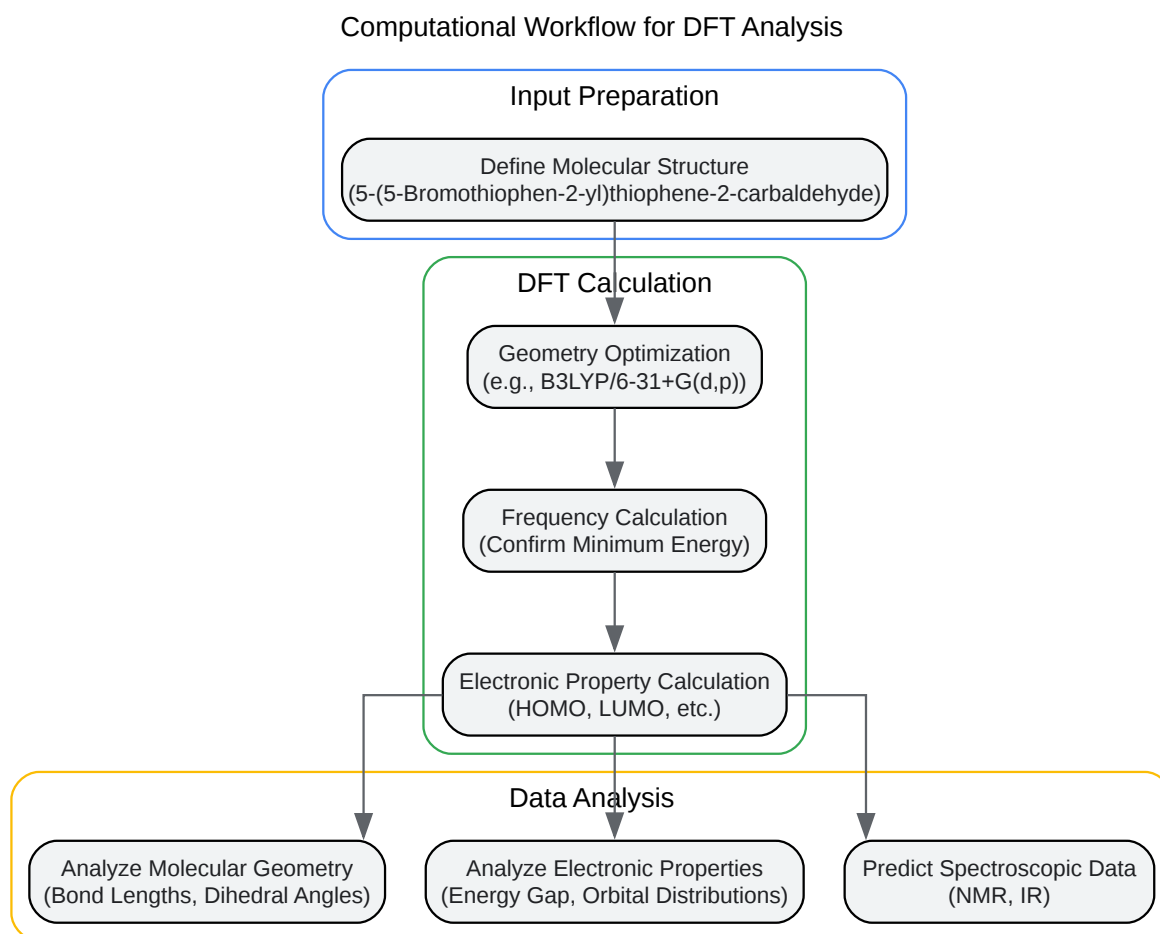 Computational Workflow for DFT Analysis
Input Preparation
Define Molecular Structure
(5-(5-Bromothiophen-2-yl)thiophene-2-carbaldehyde)
DFT Calculation
Geometry Optimization
(e.g., B3LYP/6-31+G(d,p))
Frequency Calculation
(Confirm Minimum Energy)
Electronic Property Calculation
(HOMO, LUMO, etc.)
Data Analysis
Analyze Molecular Geometry
(Bond Lengths, Dihedral Angles)
Analyze Electronic Properties
(Energy Gap, Orbital Distributions)
Predict Spectroscopic Data
(NMR, IR)